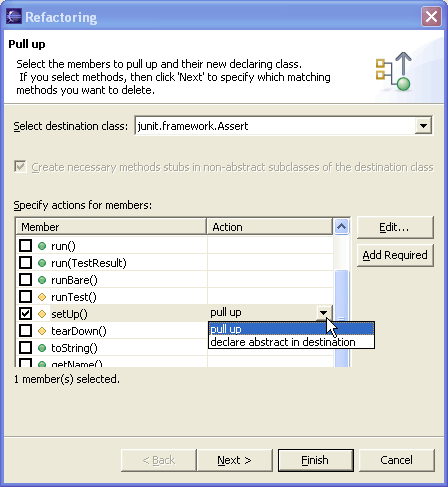 Refactoring
Pull up
Select the members to pull up and their new declaring class.
If you select methods, then click 'Next' to specify which matching
methods you want to delete.
Select destination class: junit.framework.Assert
Create necessary methods stubs in non-abstract subclasses of the destination class
Specify actions for members:
Member Action
Edit...
run()
run(TestResult)
Add Required
runBare()
runTest()
setUp() pull up
tearDown() pull up
toString() declare abstract in destination
getName()
1 member(s) selected.
< Back Next > Finish Cancel